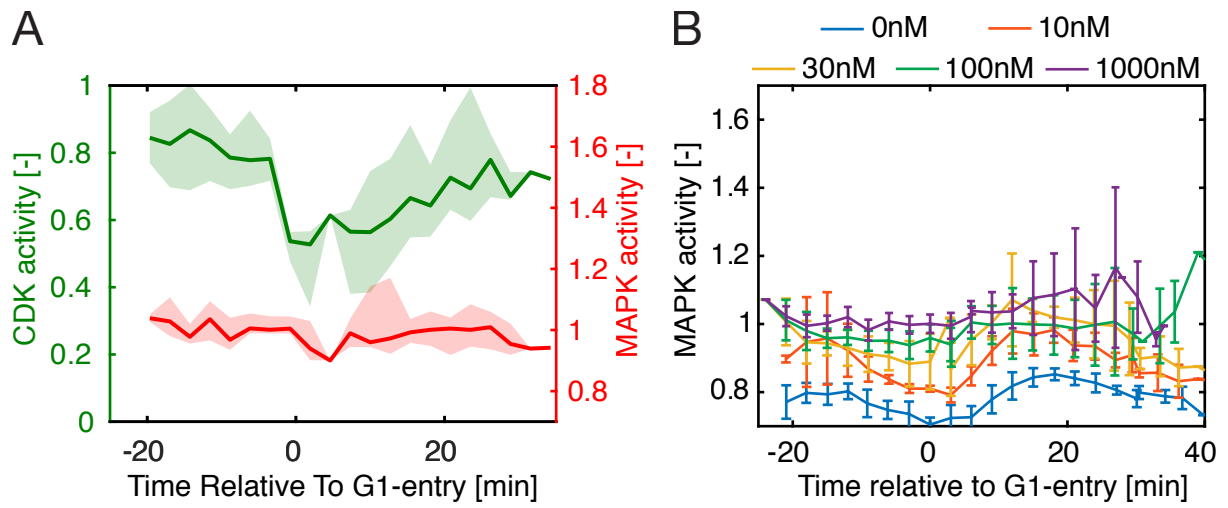 A
CDK activity [-]
1
0.8
0.6
0.4
0.2
0
-20
0
20
Time Relative To G1-entry [min]
1.8
1.6
1.4
1.2
1
0.8
MAPK activity [-]
B
0nM
10nM
30nM
100nM
1000nM
MAPK activity [-]
1.6
1.4
1.2
1
0.8
-20
0
20
40
Time relative to G1-entry [min]